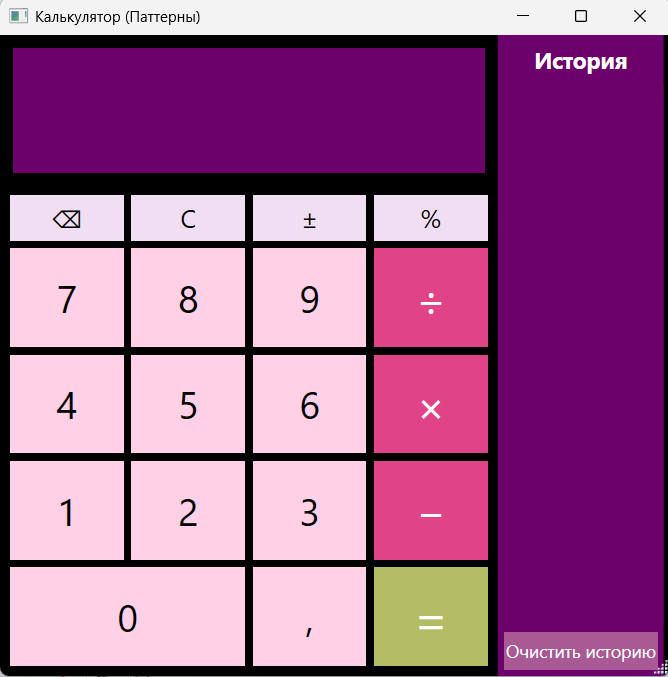 Калькулятор (Паттерны)
История
⌫ C ± %
7 8 9 ÷
4 5 6 ×
1 2 3 −
0 , =
Очистить историю